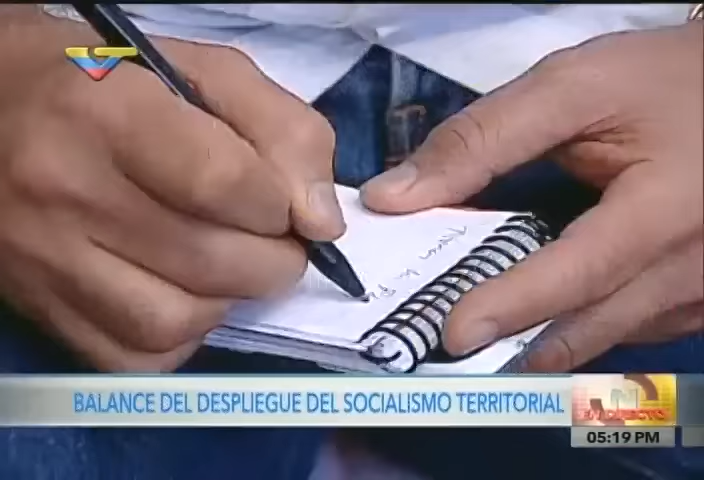 BALANCE DEL DESPLIEGUE DEL SOCIALISMO TERRITORIAL
N
EN DIRECTO
05:19 PM